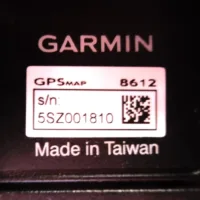 GARMIN
GPSMAP 8612
s/n:
5SZ001810
Made in Taiwan